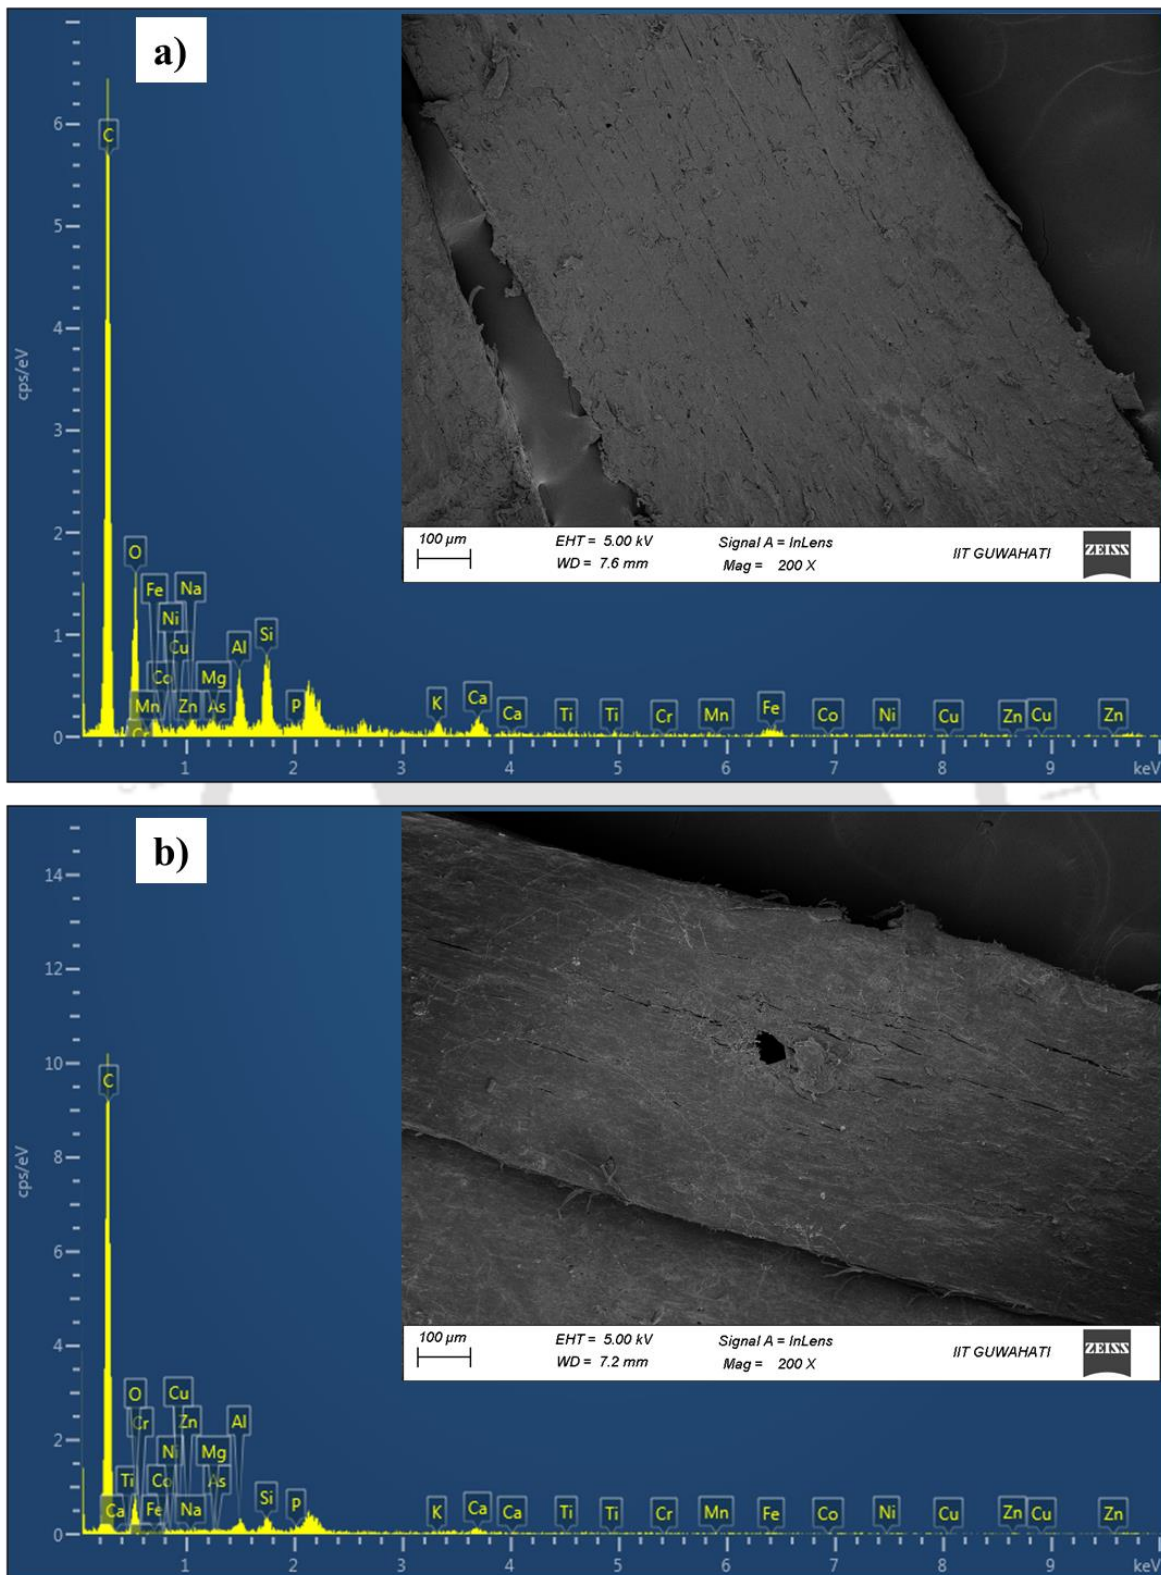 a)
6
5
4
3
2
1
0
cps/eV
C
O
Fe
Na
Ni
Cu
Co
Mg
Mn
Zn
As
Al
Si
P
K
Ca
Ca
Ti
Ti
Cr
Mn
Fe
Co
Ni
Cu
Zn
Cu
Zn
1 2 3 4 5 6 7 8 9 keV
100 µm
EHT = 5.00 kV
WD = 7.6 mm
Signal A = InLens
Mag = 200 X
IIT GUWAHATI
ZEISS
b)
14
12
10
8
6
4
2
0
cps/eV
C
O
Cu
Cr
Zn
Al
Ni
Mg
Ti
Co
As
Ca
Fe
Na
Si
P
K
Ca
Ca
Ti
Ti
Cr
Mn
Fe
Co
Ni
Cu
Zn
Cu
Zn
1 2 3 4 5 6 7 8 9 keV
100 µm
EHT = 5.00 kV
WD = 7.2 mm
Signal A = InLens
Mag = 200 X
IIT GUWAHATI
ZEISS